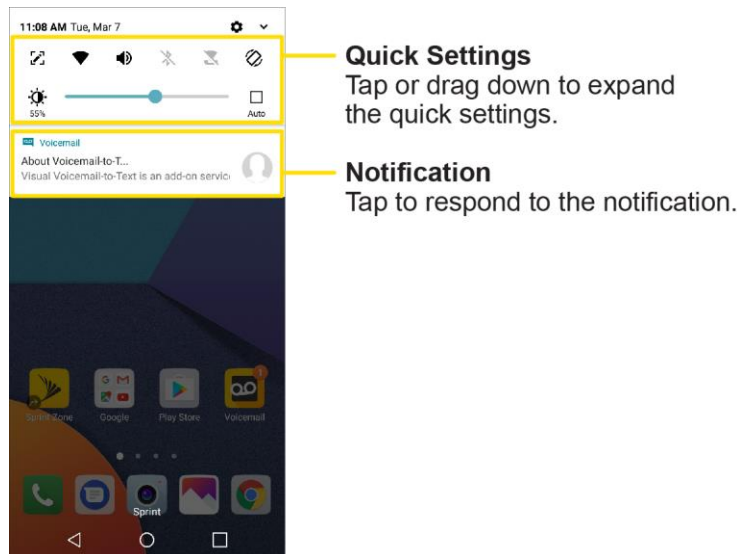 11:08 AM Tue, Mar 7
55%
Auto
Voicemail
About Voicemail-to-T...
Visual Voicemail-to-Text is an add-on servic
Quick Settings
Tap or drag down to expand
the quick settings.
Notification
Tap to respond to the notification.
1
Sprint Zone
Google
Play Store
Voicemail
Sprint